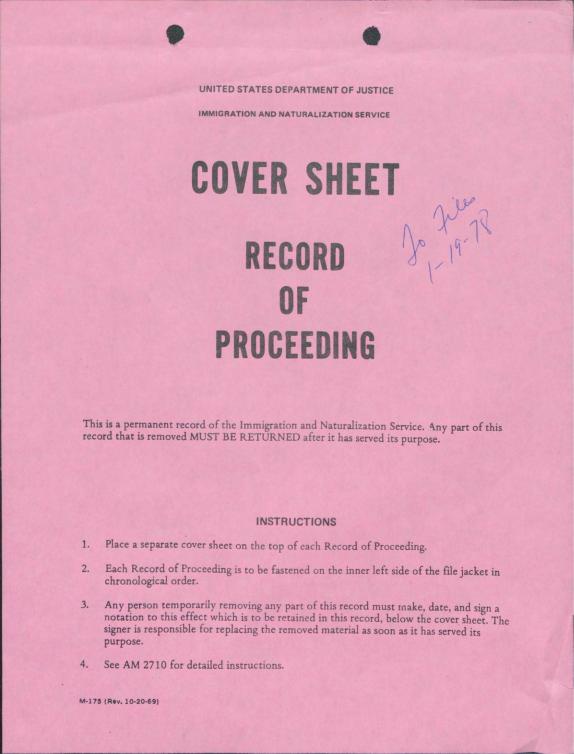 UNITED STATES DEPARTMENT OF JUSTICE
IMMIGRATION AND NATURALIZATION SERVICE
COVER SHEET
To Files
1-19-78
RECORD
OF
PROCEEDING
This is a permanent record of the Immigration and Naturalization Service. Any part of this
record that is removed MUST BE RETURNED after it has served its purpose.
INSTRUCTIONS
1. Place a separate cover sheet on the top of each Record of Proceeding.
2. Each Record of Proceeding is to be fastened on the inner left side of the file jacket in
chronological order.
3. Any person temporarily removing any part of this record must make, date, and sign a
notation to this effect which is to be retained in this record, below the cover sheet. The
signer is responsible for replacing the removed material as soon as it has served its
purpose.
4. See AM 2710 for detailed instructions.
M-175 (Rev. 10-20-69)